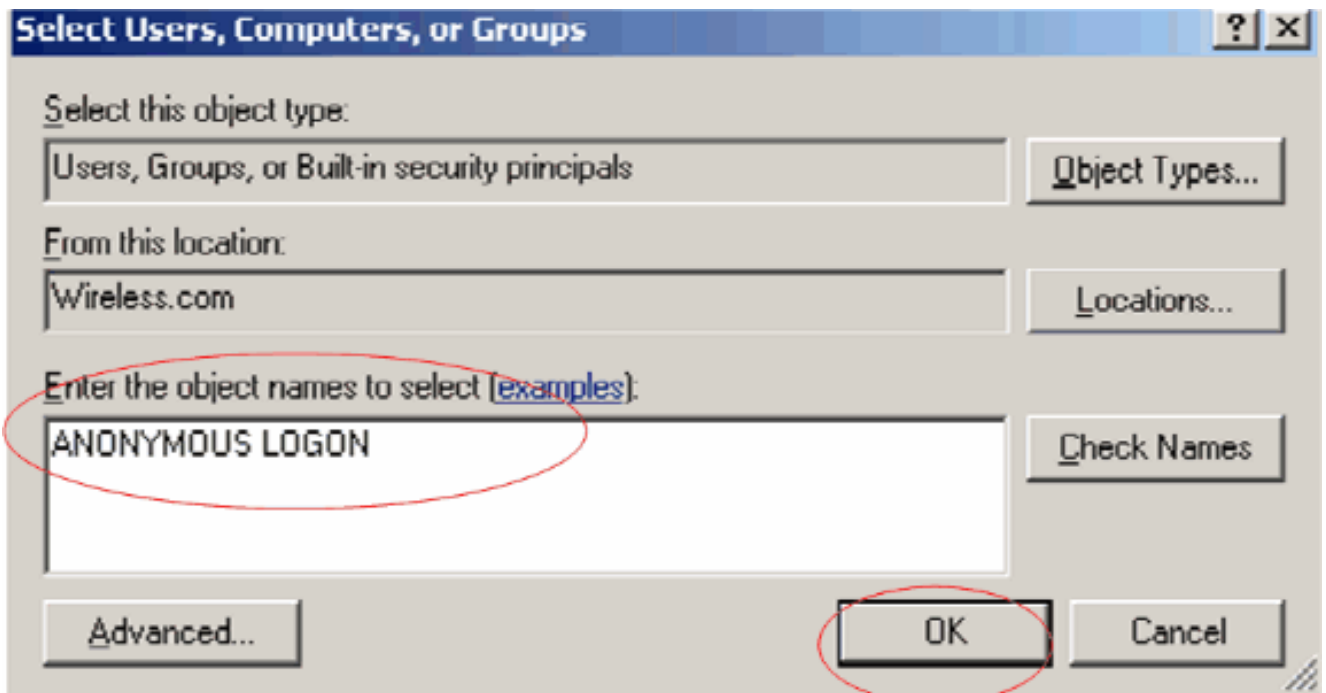 Select Users, Computers, or Groups
Select this object type:
Users, Groups, or Built-in security principals
Object Types...
From this location:
Wireless.com
Locations...
Enter the object names to select (examples):
ANONYMOUS LOGON
Check Names
Advanced...
OK
Cancel